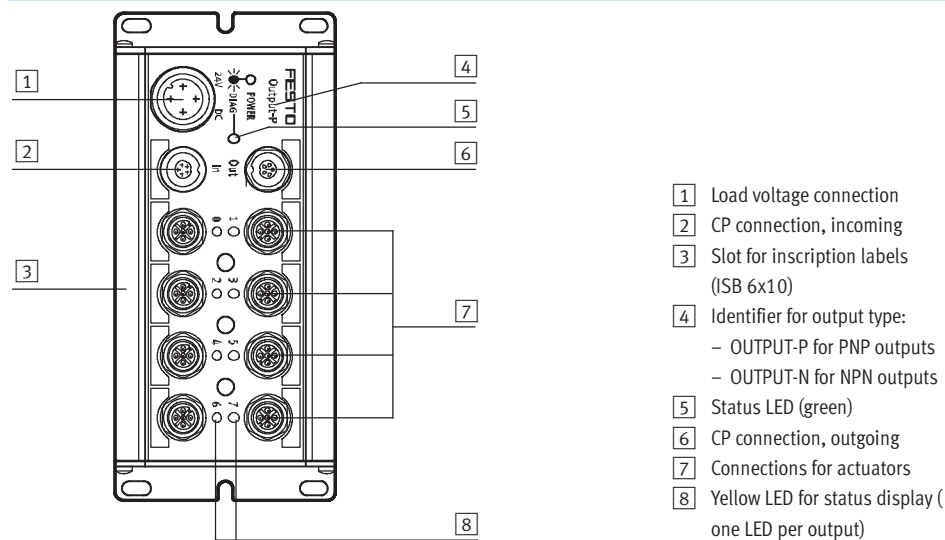 1
2
3
4
5
6
7
8
FESTO
Output-P
POWER
DIAG
24V
DC
In
Out
0
1
2
3
4
5
6
7
1 Load voltage connection
2 CP connection, incoming
3 Slot for inscription labels
(ISB 6x10)
4 Identifier for output type:
– OUTPUT-P for PNP outputs
– OUTPUT-N for NPN outputs
5 Status LED (green)
6 CP connection, outgoing
7 Connections for actuators
8 Yellow LED for status display (
one LED per output)